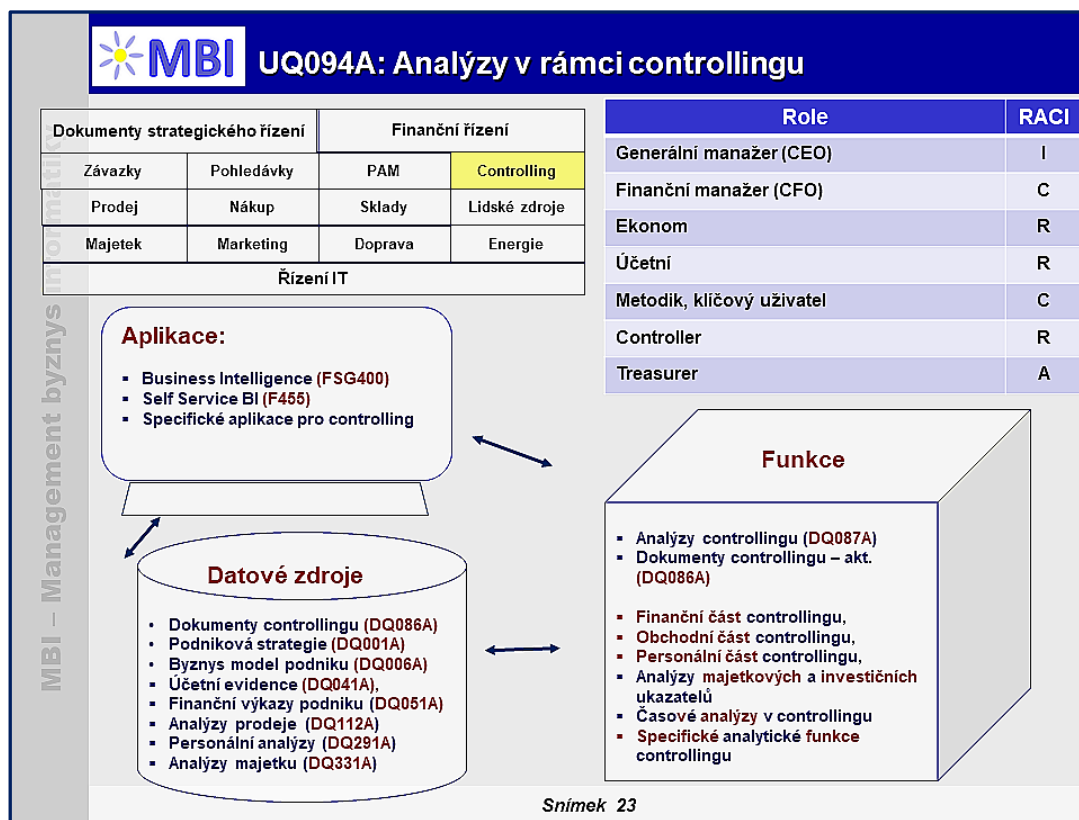 MBI
UQ094A: Analýzy v rámci controllingu
MBI – Management byznys informatiky
Dokumenty strategického řízení Finanční řízení
Závazky Pohledávky PAM Controlling
Prodej Nákup Sklady Lidské zdroje
Majetek Marketing Doprava Energie
Řízení IT
Role RACI
Generální manažer (CEO) I
Finanční manažer (CFO) C
Ekonom R
Účetní R
Metodik, klíčový uživatel C
Controller R
Treasurer A
Aplikace:
▪ Business Intelligence (FSG400)
▪ Self Service BI (F455)
▪ Specifické aplikace pro controlling
Datové zdroje
• Dokumenty controllingu (DQ086A)
• Podniková strategie (DQ001A)
• Byznys model podniku (DQ006A)
▪ Účetní evidence (DQ041A),
▪ Finanční výkazy podniku (DQ051A)
▪ Analýzy prodeje (DQ112A)
▪ Personální analýzy (DQ291A)
▪ Analýzy majetku (DQ331A)
Funkce
▪ Analýzy controllingu (DQ087A)
▪ Dokumenty controllingu – akt.
(DQ086A)
▪ Finanční část controllingu,
▪ Obchodní část controllingu,
▪ Personální část controllingu,
▪ Analýzy majetkových a investičních
ukazatelů
▪ Časové analýzy v controllingu
▪ Specifické analytické funkce
controllingu
Snímek 23